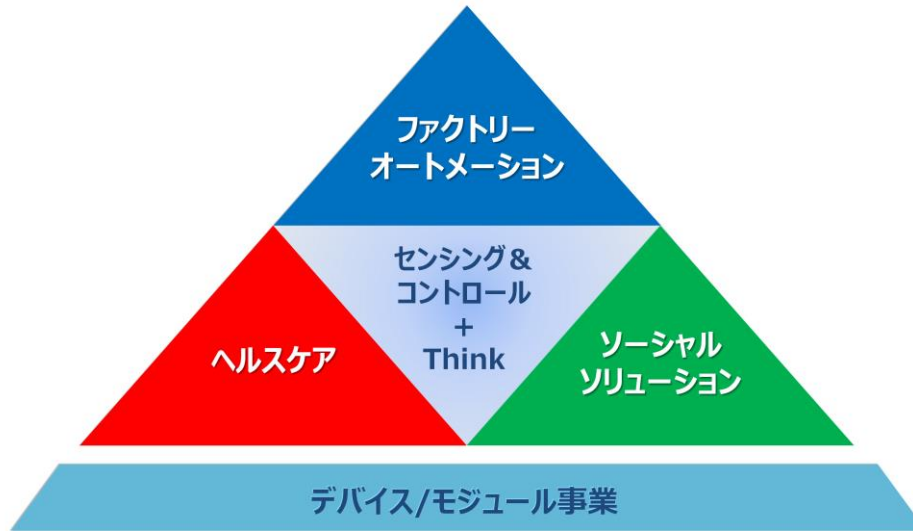 ファクトリー
オートメーション
センシング&
コントロール
+
Think
ヘルスケア
ソーシャル
ソリューション
デバイス/モジュール事業